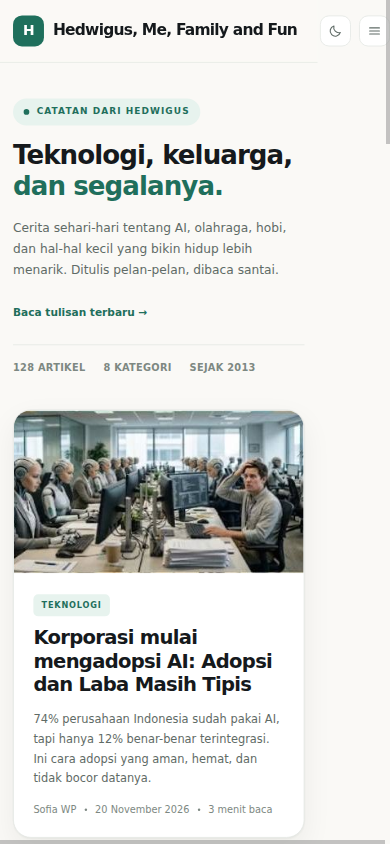 H Hedwigus, Me, Family and Fun
CATATAN DARI HEDWIGUS
Teknologi, keluarga,
dan segalanya.
Cerita sehari-hari tentang AI, olahraga, hobi,
dan hal-hal kecil yang bikin hidup lebih
menarik. Ditulis pelan-pelan, dibaca santai.
Baca tulisan terbaru →
128 ARTIKEL 8 KATEGORI SEJAK 2013
TEKNOLOGI
Korporasi mulai
mengadopsi AI: Adopsi
dan Laba Masih Tipis
74% perusahaan Indonesia sudah pakai AI,
tapi hanya 12% benar-benar terintegrasi.
Ini cara adopsi yang aman, hemat, dan
tidak bocor datanya.
Sofia WP • 20 November 2026 • 3 menit baca